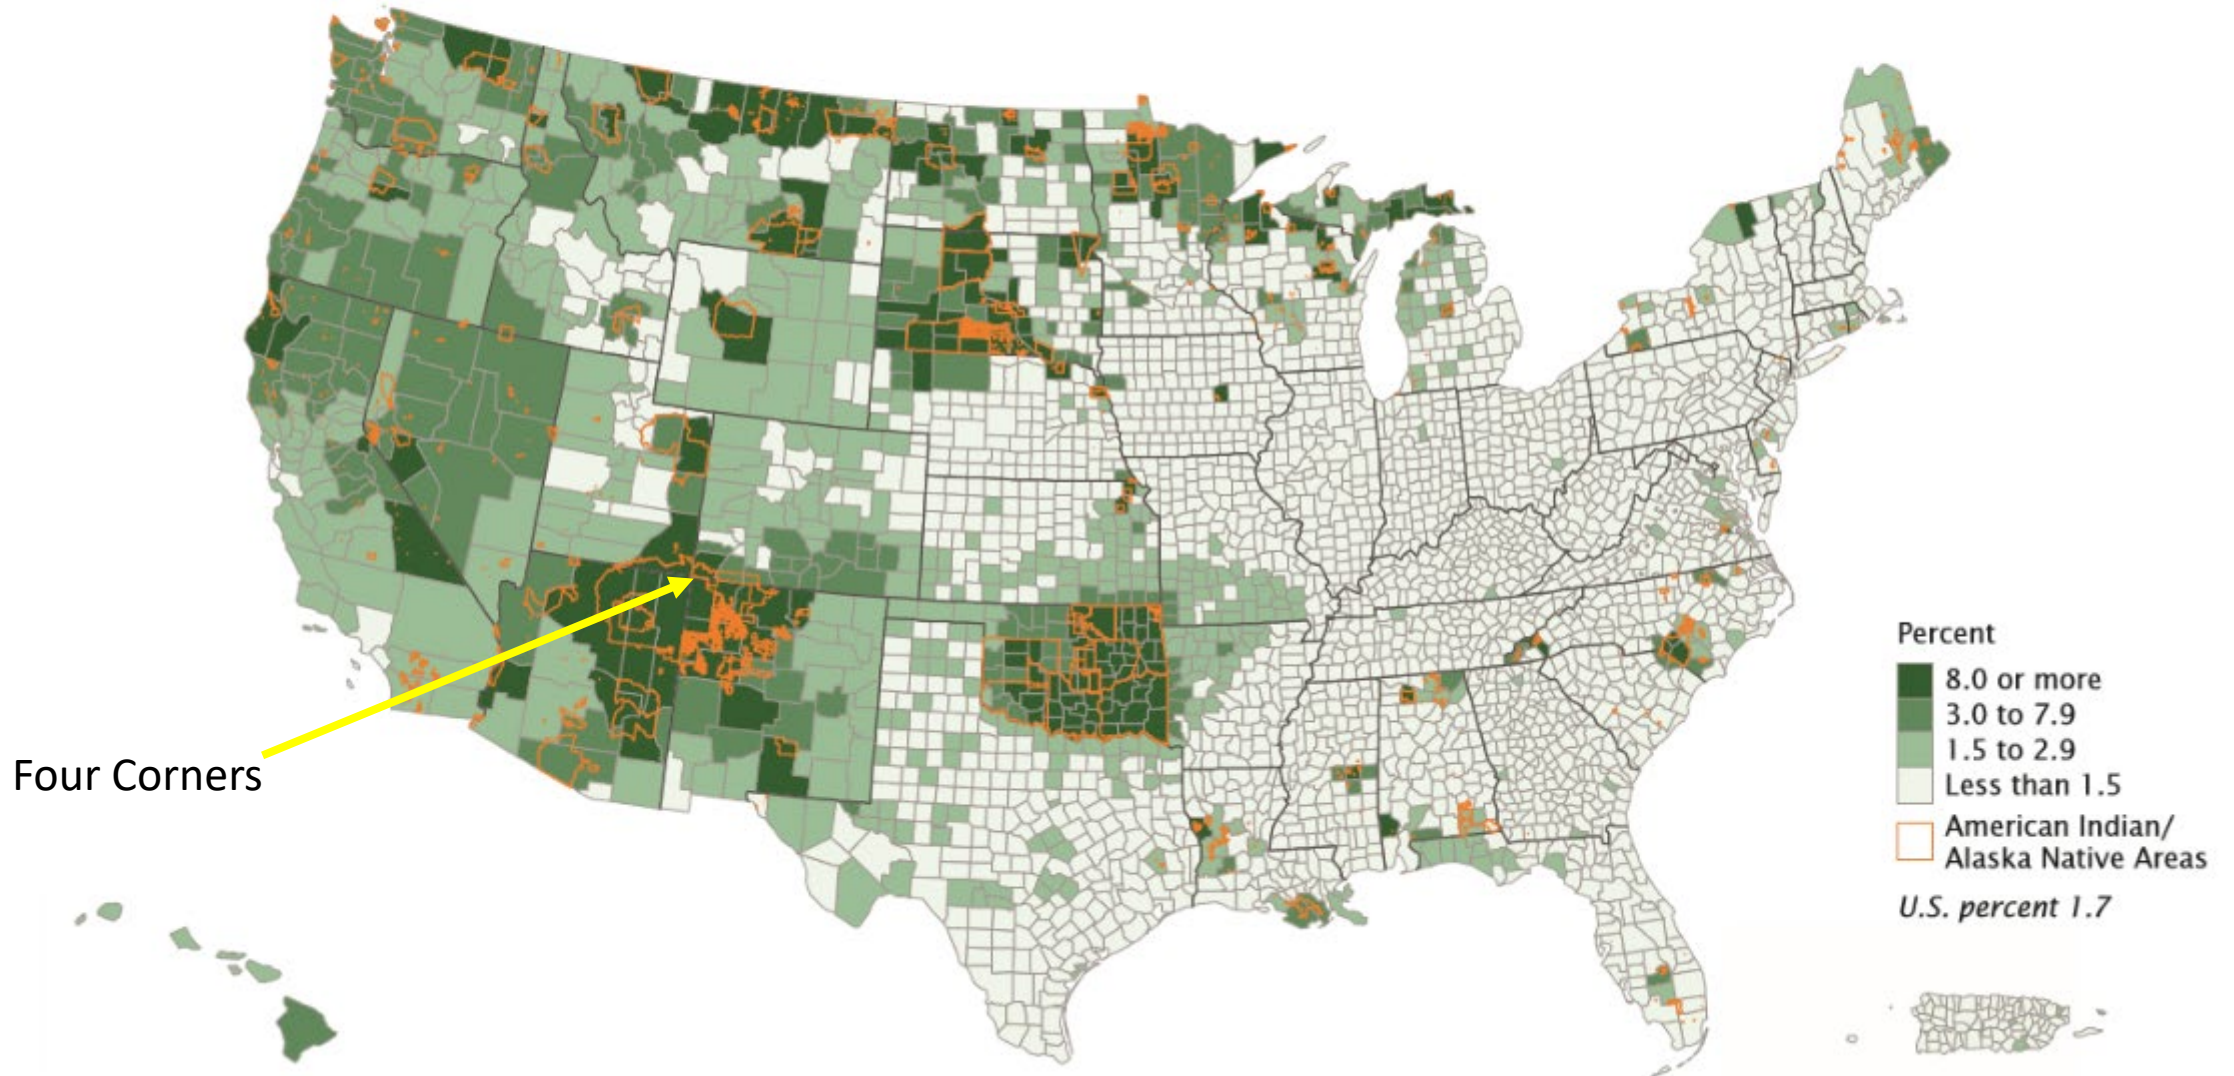 Four Corners
Percent
8.0 or more
3.0 to 7.9
1.5 to 2.9
Less than 1.5
American Indian/
Alaska Native Areas
U.S. percent 1.7